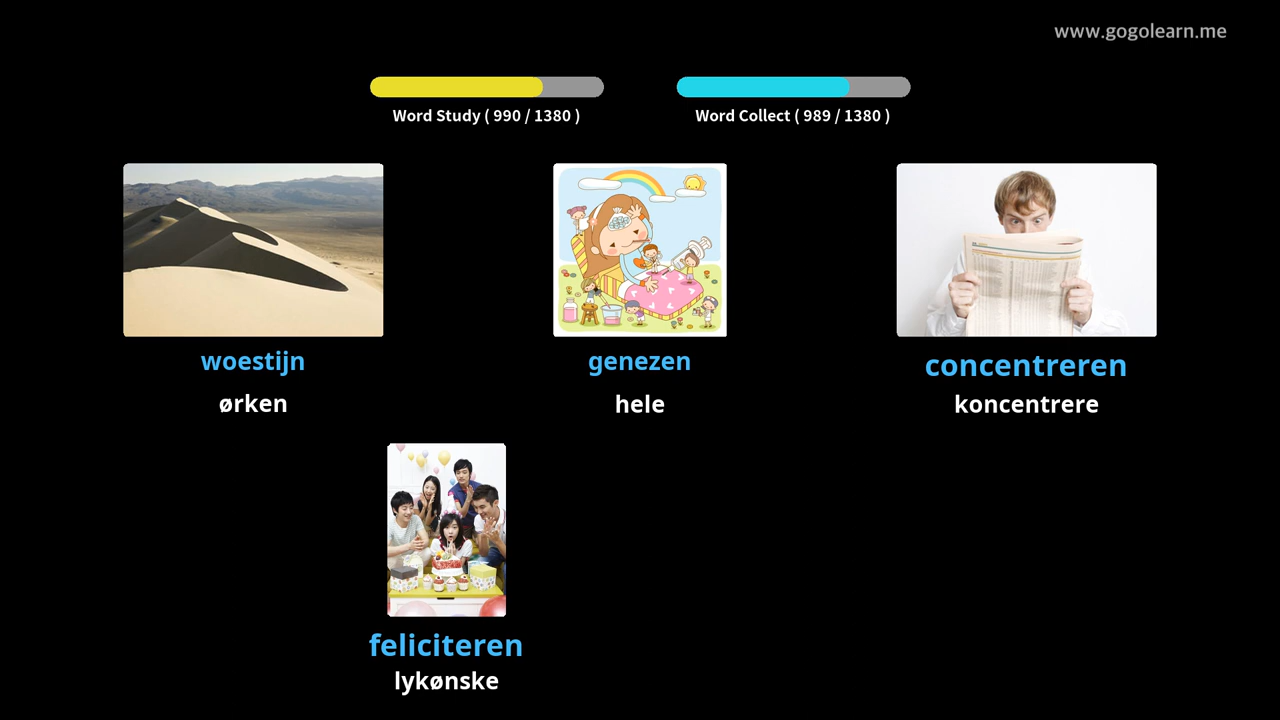 www.gogolearn.me
Word Study ( 990 / 1380 )
Word Collect ( 989 / 1380 )
woestijn
ørken
genezen
hele
concentreren
koncentrere
feliciteren
lykønske